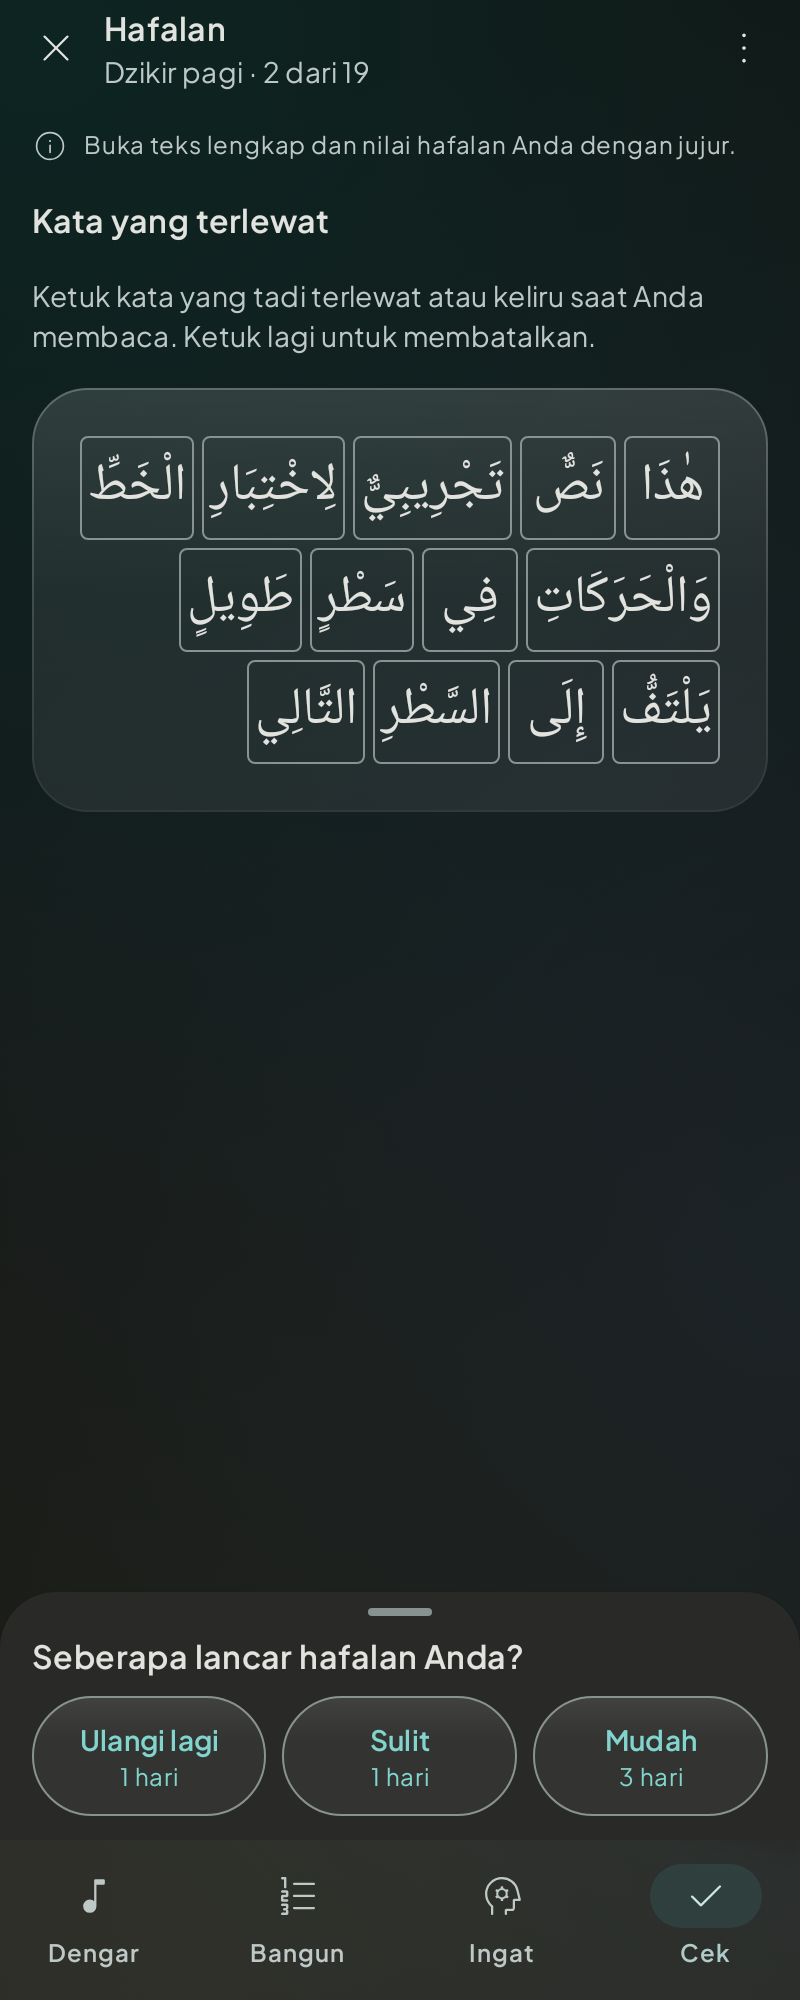 Hafalan
Dzikir pagi · 2 dari 19
Buka teks lengkap dan nilai hafalan Anda dengan jujur.
Kata yang terlewat
Ketuk kata yang tadi terlewat atau keliru saat Anda
membaca. Ketuk lagi untuk membatalkan.
هٰذَا نَصٌّ تَجْرِيبِيٌّ لِاخْتِبَارِ الْخَطِّ
وَالْحَرَكَاتِ فِي سَطْرٍ طَوِيلٍ
يَلْتَفُّ إِلَى السَّطْرِ التَّالِي
Seberapa lancar hafalan Anda?
Ulangi lagi Sulit Mudah
1 hari 1 hari 3 hari
Dengar Bangun Ingat Cek